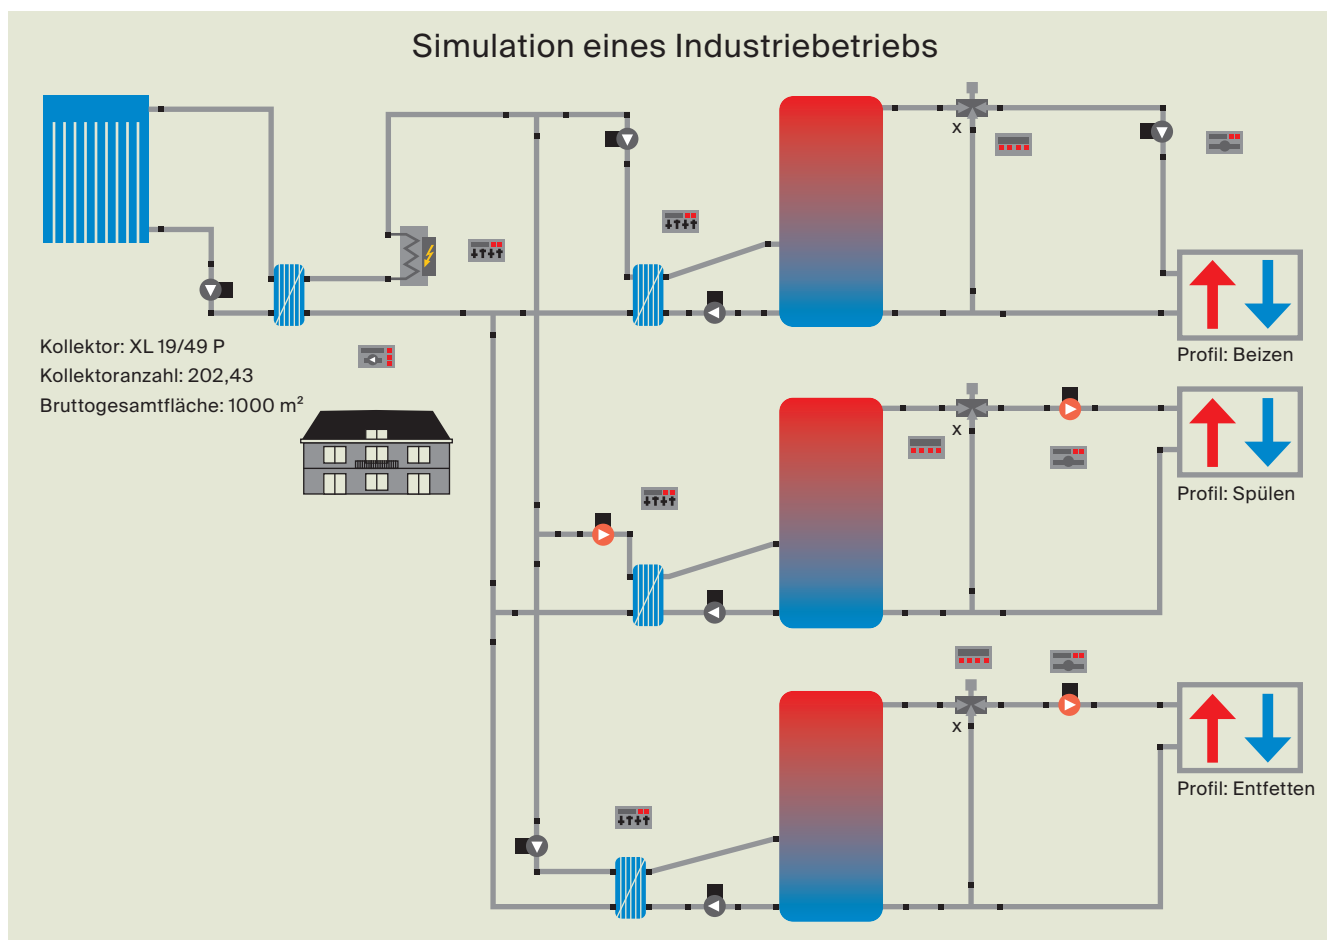 Simulation eines Industriebetriebs
x
Kollektor: XL 19/49 P
Kollektoranzahl: 202,43
Bruttogesamtfläche: 1000 m²
Profil: Beizen
x
Profil: Spülen
x
Profil: Entfetten